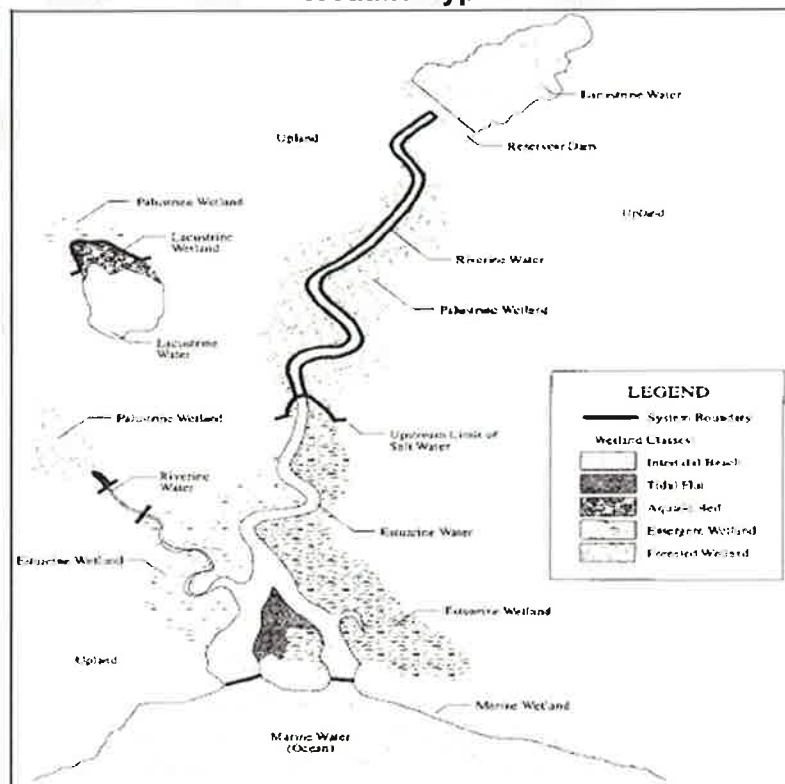 Lacustrine Water
Upland
Reservoir Dam
Palustrine Wetland
Upland
Lacustrine
Wetland
Riverine Water
Palustrine Wetland
Lacustrine
Water
LEGEND
System Boundary
Palustrine Wetland
Upstream Limit of
Salt Water
Wetland Classes
Intertidal Beach
Riverine
Water
Tidal Flat
Aquatic Bed
Estuarine Water
Emergent Wetland
Estuarine Wetland
Forested Wetland
Estuarine Wetland
Upland
Marine Wetland
Marine Water
(Ocean)